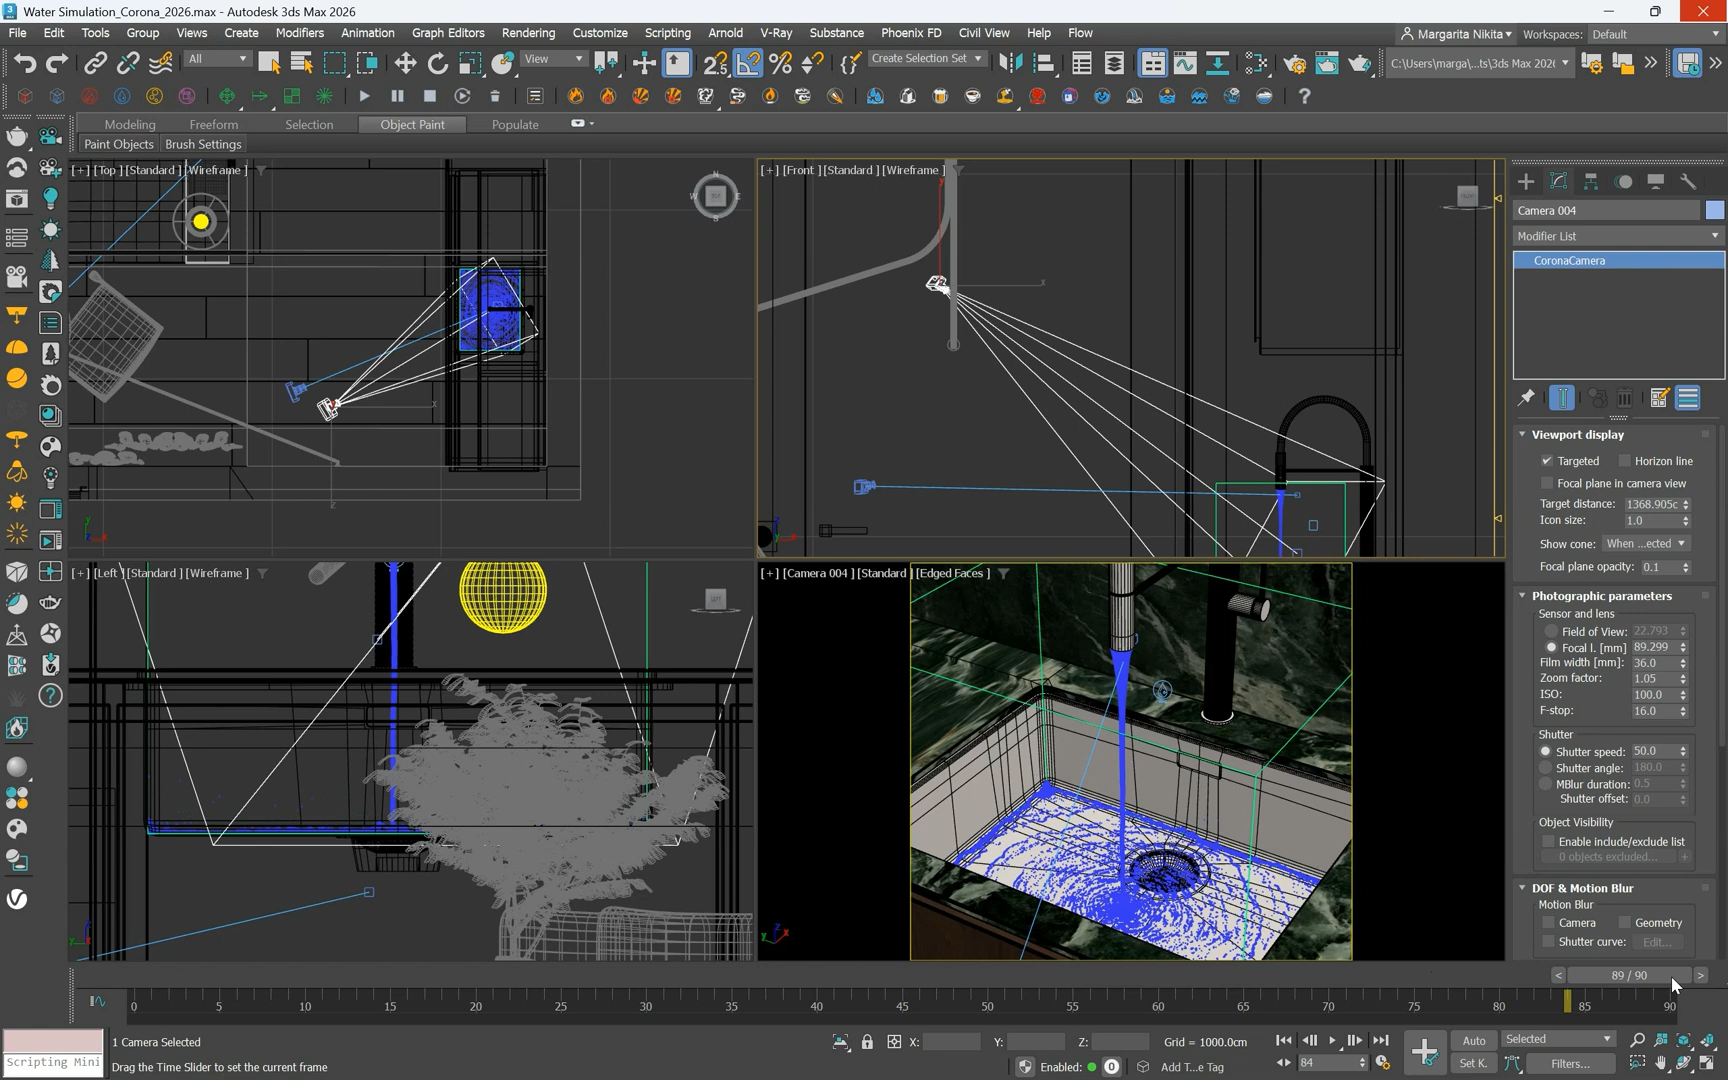 Water Simulation_Corona_2026.max - Autodesk 3ds Max 2026
File Edit Tools Group Views Create Modifiers Animation Graph Editors Rendering Customize Scripting Arnold V-Ray Substance Phoenix FD Civil View Help Flow Margarita Nikita Workspaces: Default
All View Create Selection Set C:\Users\marga\...ts\3ds Max 2026
Modeling Freeform Selection Object Paint Populate
Paint Objects Brush Settings
[+] [Top ] [Standard ] [Wireframe ]
[+] [Front ] [Standard ] [Wireframe ]
Camera 004
Modifier List
CoronaCamera
Viewport display
Targeted Horizon line
Focal plane in camera view
Target distance: 1368.905c
Icon size: 1.0
Show cone: When ...ected
Focal plane opacity: 0.1
[+] [Left ] [Standard ] [Wireframe ]
[+] [Camera 004 ] [Standard ] [Edged Faces ]
Photographic parameters
Sensor and lens
Field of View: 22.793
Focal l. [mm] 89.299
Film width [mm]: 36.0
Zoom factor: 1.05
ISO: 100.0
F-stop: 16.0
Shutter
Shutter speed: 50.0
Shutter angle: 180.0
MBlur duration: 0.5
Shutter offset: 0.0
Object Visibility
Enable include/exclude list
0 objects excluded... +
DOF & Motion Blur
Motion Blur
Camera Geometry
Shutter curve: Edit...
< 89 / 90 >
0 5 10 15 20 25 30 35 40 45 50 55 60 65 70 75 80 85 90
1 Camera Selected X: Y: Z: Grid = 1000.0cm Auto Selected
Scripting Mini Drag the Time Slider to set the current frame Enabled: 0 Add T...e Tag 84 Set K. Filters...